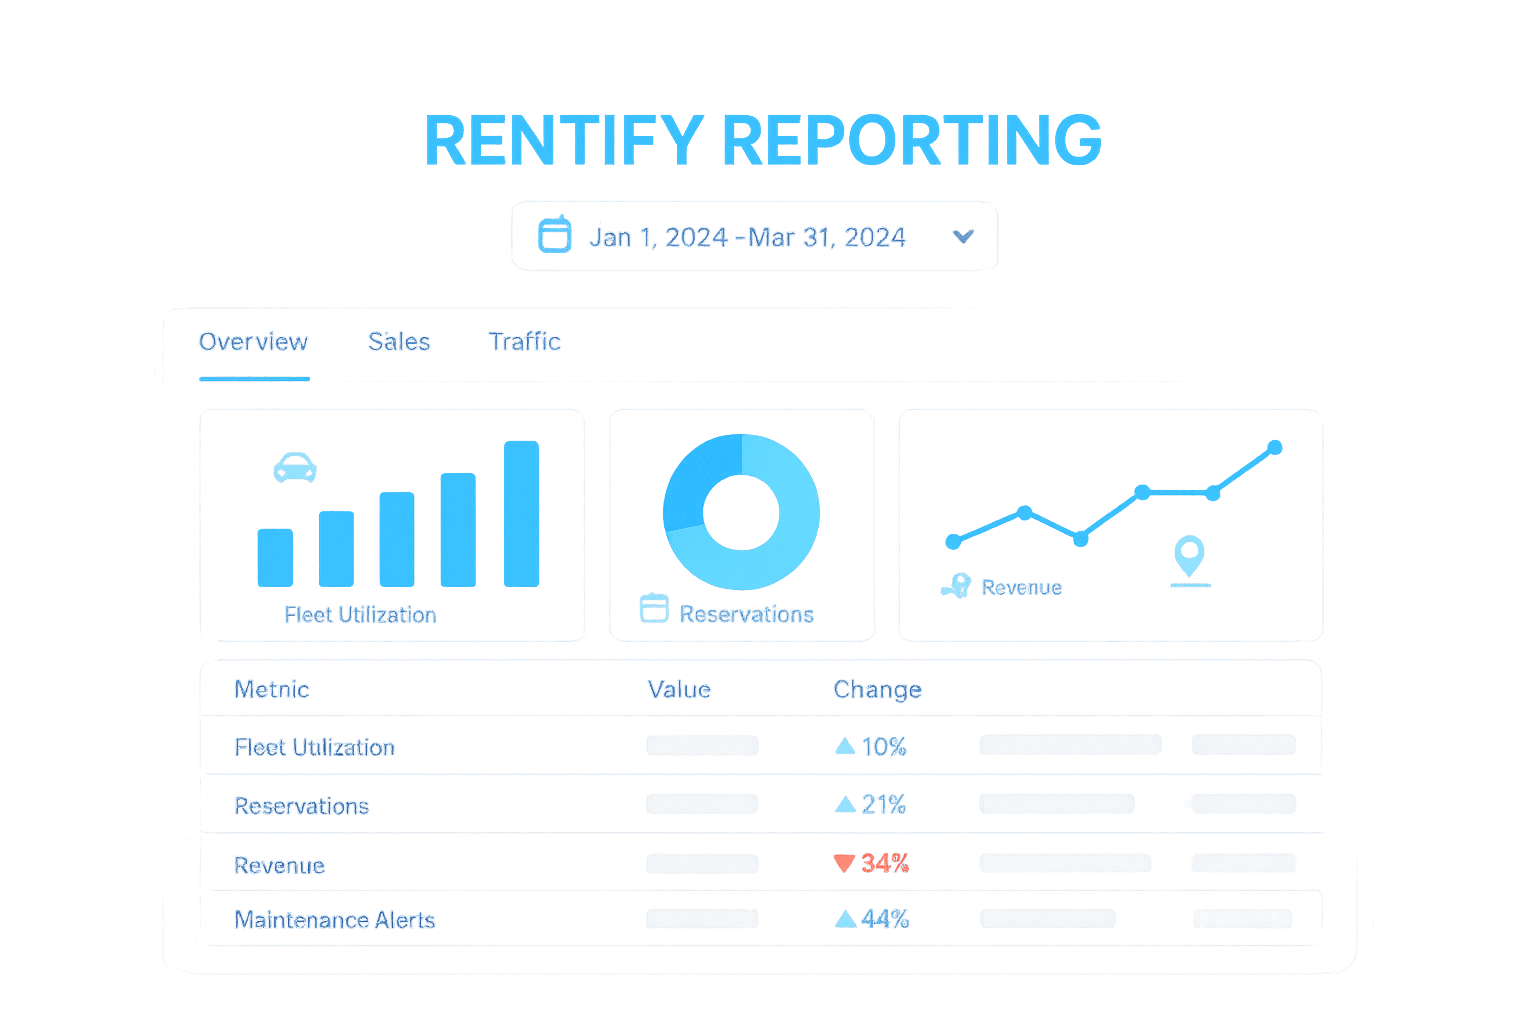 RENTIFY REPORTING
Jan 1, 2024 - Mar 31, 2024
Overview Sales Traffic
Fleet Utilization
Reservations
Revenue
Metnic Value Change
Fleet Utilization 10%
Reservations 21%
Revenue 34%
Maintenance Alerts 44%